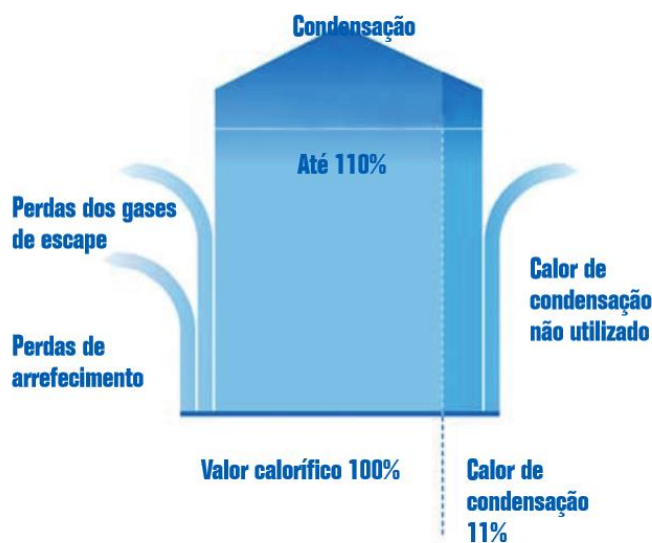 Condensação
Até 110%
Perdas dos gases
de escape
Perdas de
arrefecimento
Calor de
condensação
não utilizado
Valor calorífico 100%
Calor de
condensação
11%